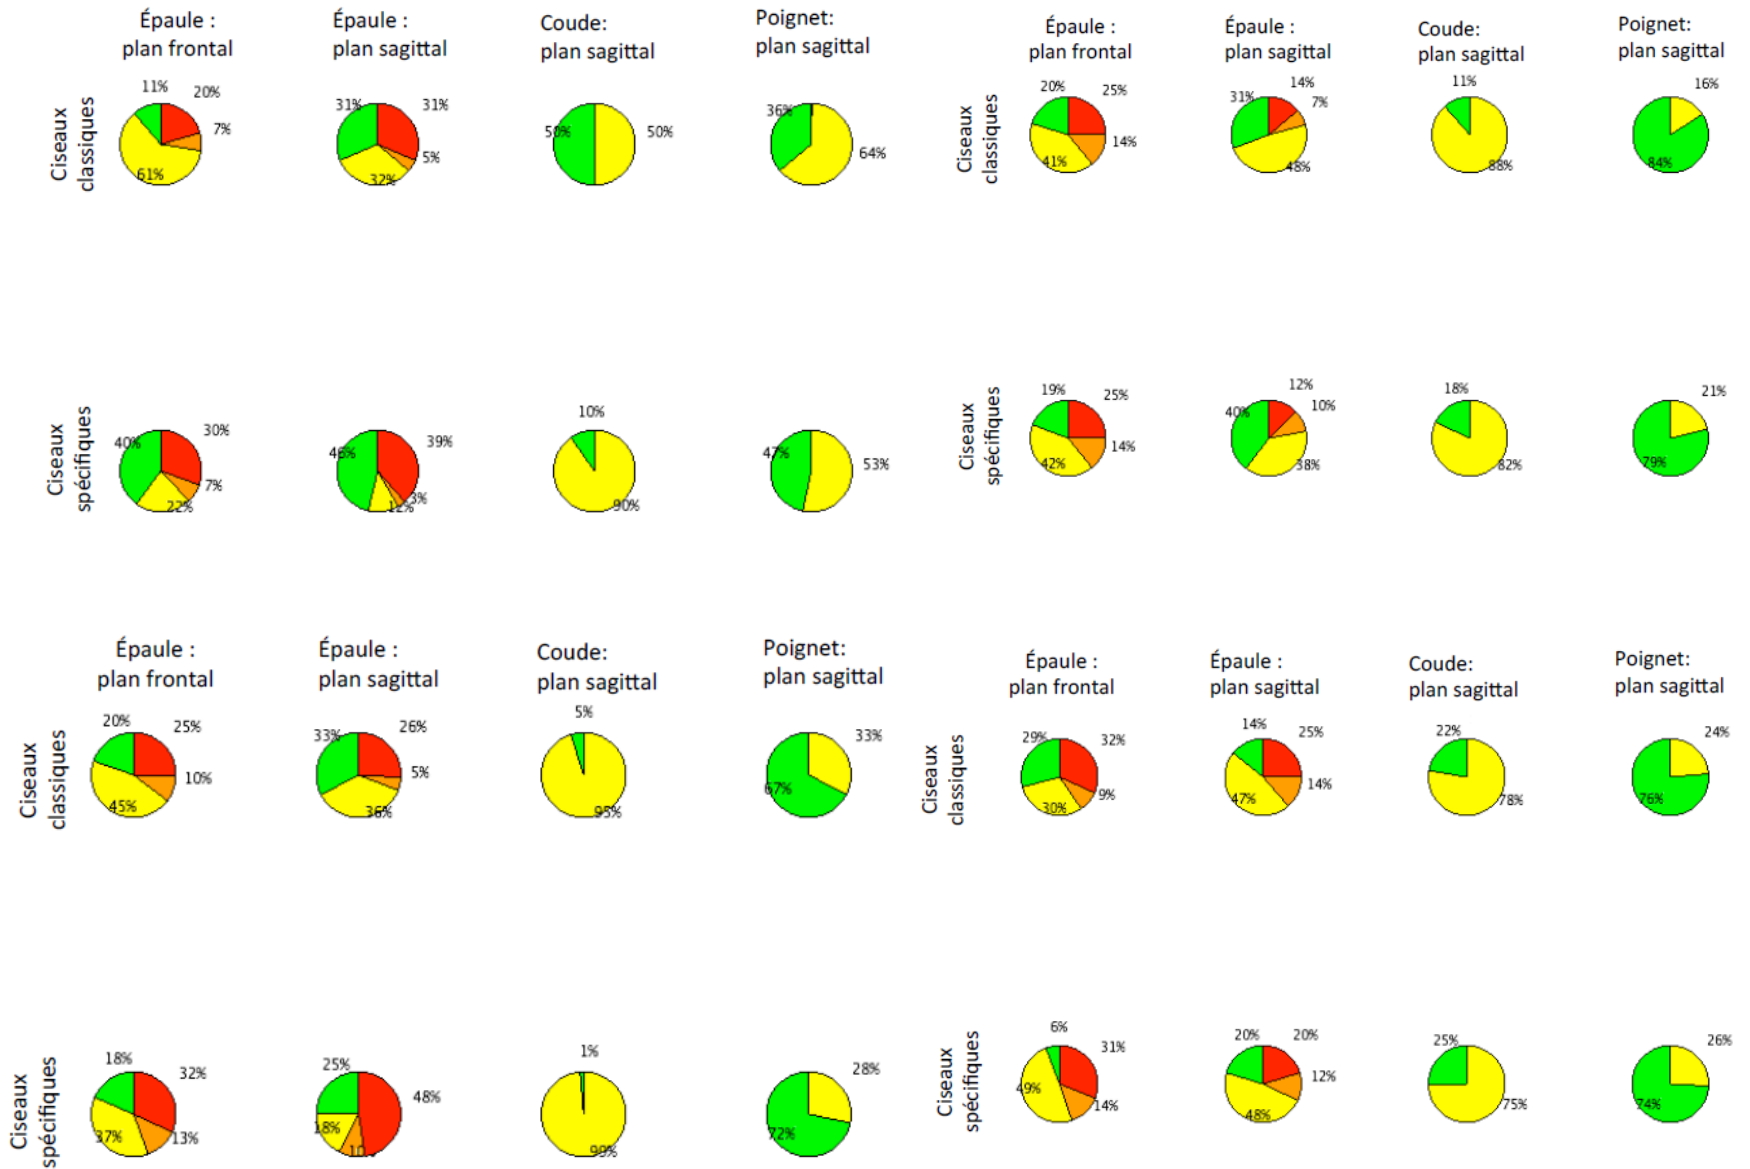 Épaule :
plan frontal
Épaule :
plan sagittal
Coude:
plan sagittal
Poignet:
plan sagittal
Ciseaux
classiques
11%
20%
7%
61%
31%
31%
5%
32%
50%
50%
36%
64%
Ciseaux
spécifiques
40%
30%
7%
22%
46%
39%
3%
12%
10%
90%
47%
53%
Épaule :
plan frontal
Épaule :
plan sagittal
Coude:
plan sagittal
Poignet:
plan sagittal
Ciseaux
classiques
20%
25%
14%
41%
31%
14%
7%
48%
11%
88%
16%
84%
Ciseaux
spécifiques
19%
25%
14%
42%
40%
12%
10%
38%
18%
82%
21%
79%
Épaule :
plan frontal
Épaule :
plan sagittal
Coude:
plan sagittal
Poignet:
plan sagittal
Ciseaux
classiques
20%
25%
10%
45%
33%
26%
5%
36%
5%
95%
33%
67%
Ciseaux
spécifiques
18%
32%
13%
37%
25%
48%
18%
1%
99%
28%
72%
Épaule :
plan frontal
Épaule :
plan sagittal
Coude:
plan sagittal
Poignet:
plan sagittal
Ciseaux
classiques
29%
32%
9%
30%
14%
25%
14%
47%
22%
78%
24%
76%
Ciseaux
spécifiques
6%
31%
14%
49%
20%
20%
12%
48%
25%
75%
26%
74%